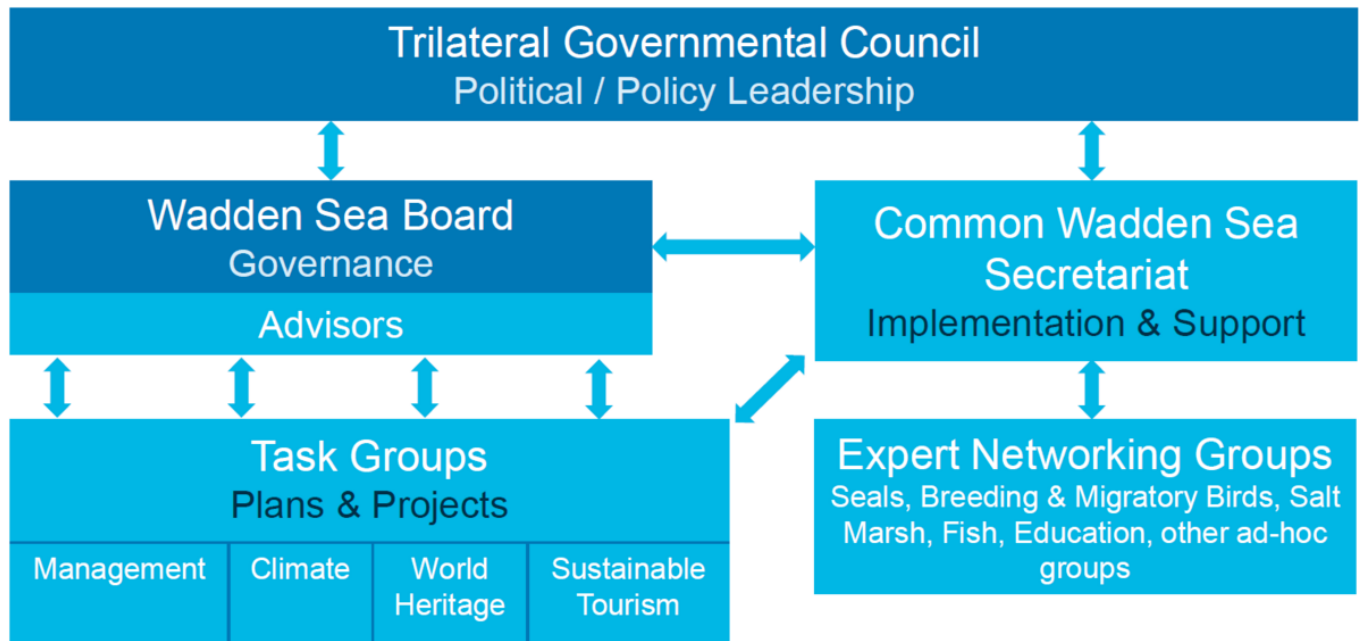 Trilateral Governmental Council
Political / Policy Leadership
Wadden Sea Board
Governance
Advisors
Common Wadden Sea
Secretariat
Implementation & Support
Task Groups
Plans & Projects
Management
Climate
World
Heritage
Sustainable
Tourism
Expert Networking Groups
Seals, Breeding & Migratory Birds, Salt
Marsh, Fish, Education, other ad-hoc
groups